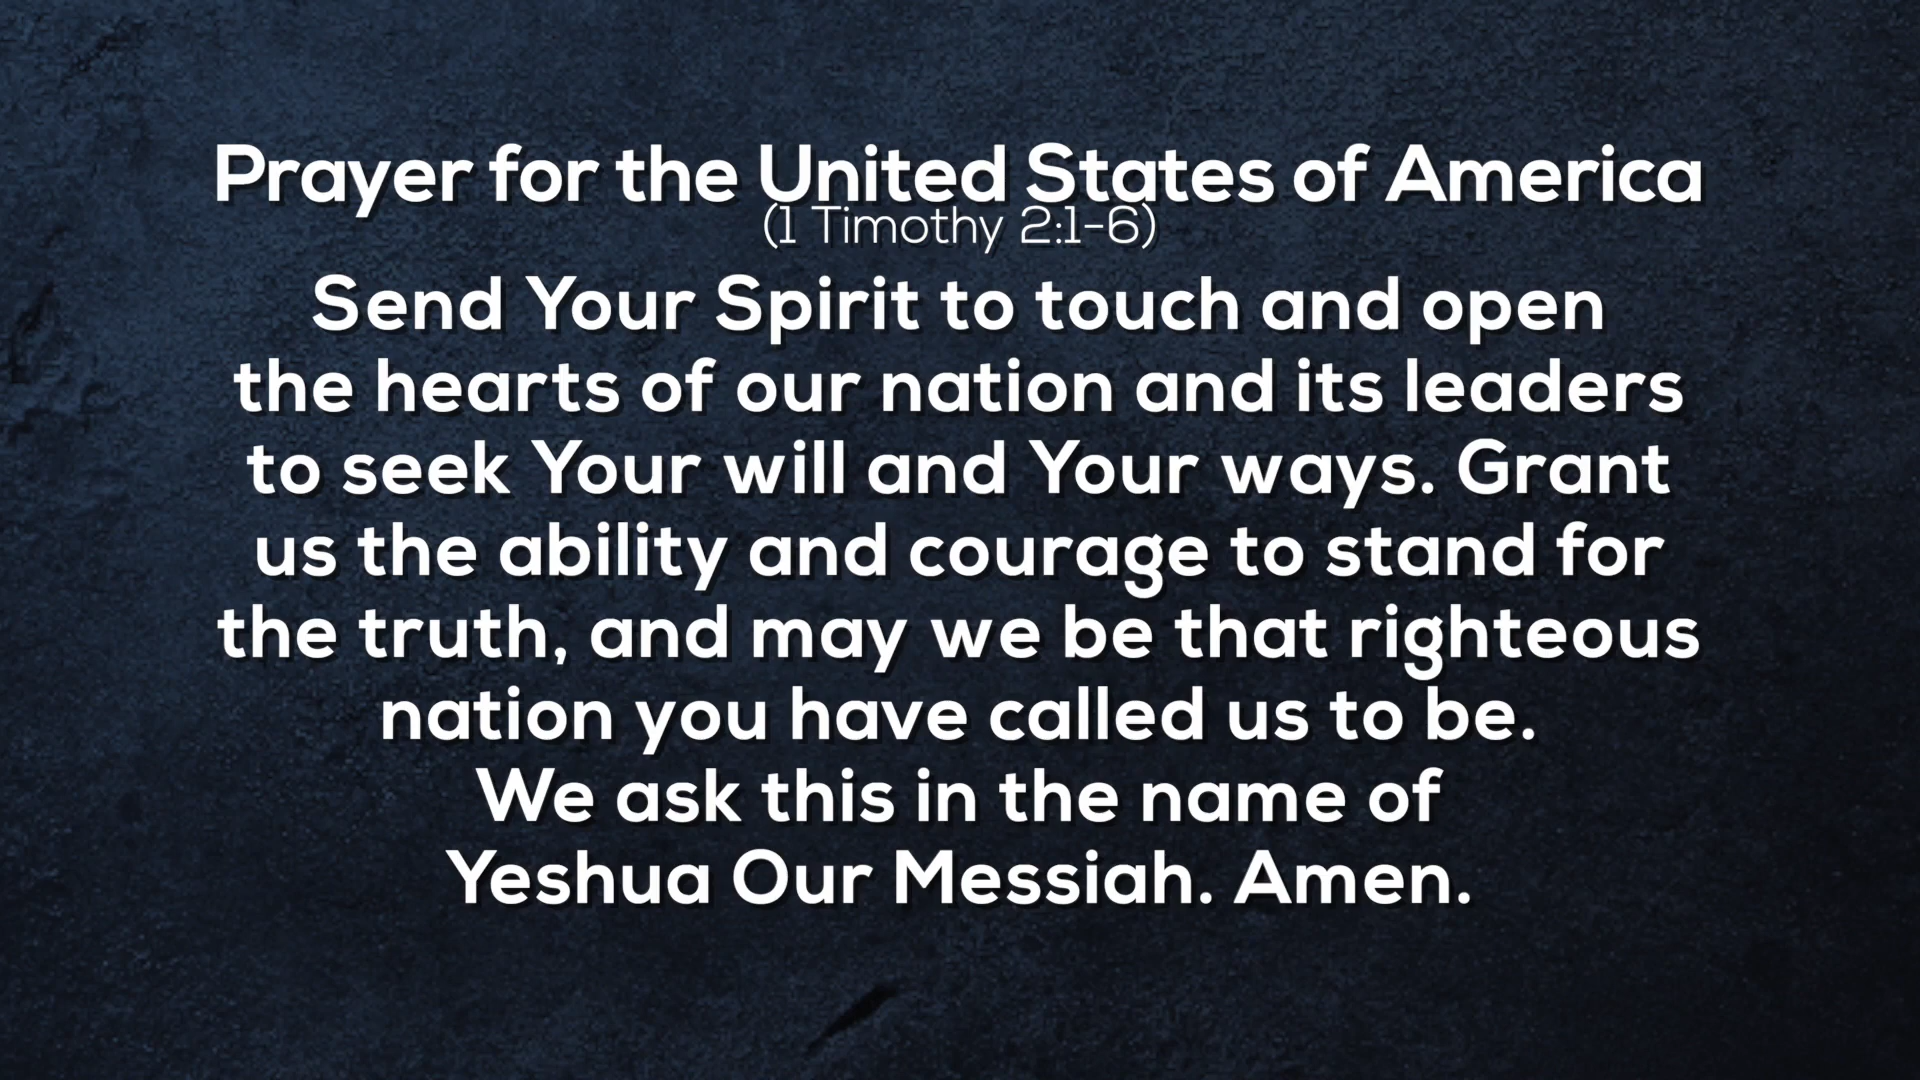 Prayer for the United States of America
(1 Timothy 2:1-6)
Send Your Spirit to touch and open
the hearts of our nation and its leaders
to seek Your will and Your ways. Grant
us the ability and courage to stand for
the truth, and may we be that righteous
nation you have called us to be.
We ask this in the name of
Yeshua Our Messiah. Amen.